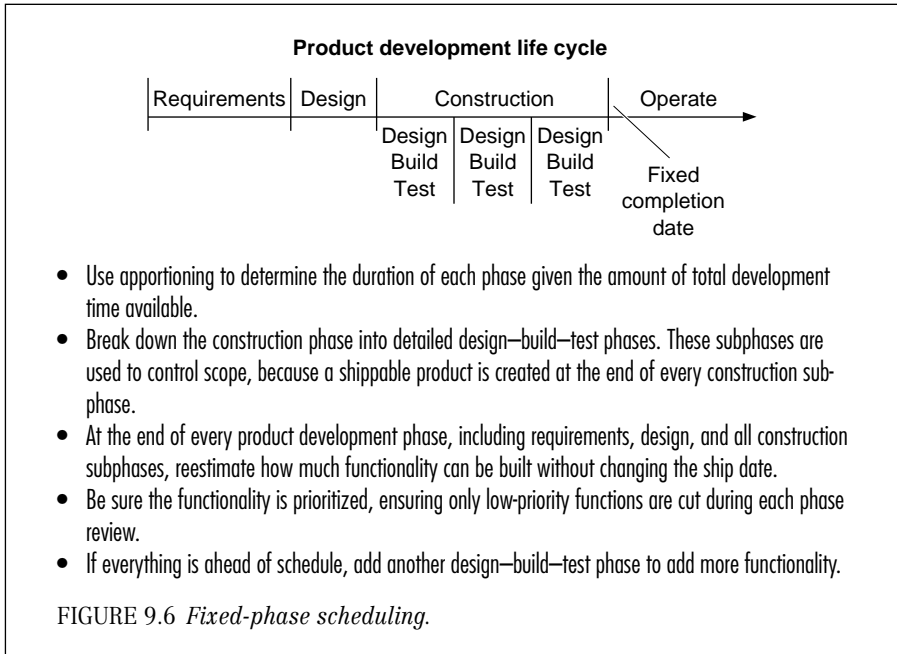 Product development life cycle
Requirements Design Construction Operate
Design Design Design
Build Build Build
Test Test Test
Fixed
completion
date
• Use apportioning to determine the duration of each phase given the amount of total development
time available.
• Break down the construction phase into detailed design–build–test phases. These subphases are
used to control scope, because a shippable product is created at the end of every construction sub-
phase.
• At the end of every product development phase, including requirements, design, and all construction
subphases, reestimate how much functionality can be built without changing the ship date.
• Be sure the functionality is prioritized, ensuring only low-priority functions are cut during each phase
review.
• If everything is ahead of schedule, add another design–build–test phase to add more functionality.
FIGURE 9.6 Fixed-phase scheduling.